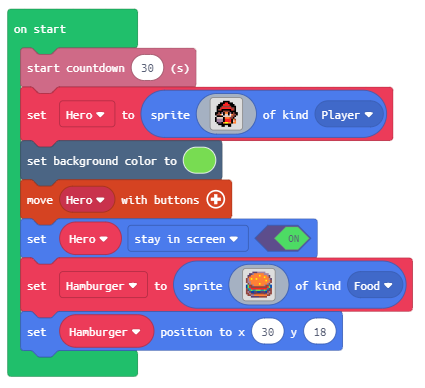 on start
start countdown 30 (s)
set Hero to sprite of kind Player
set background color to
move Hero with buttons
set Hero stay in screen ON
set Hamburger to sprite of kind Food
set Hamburger position to x 30 y 18